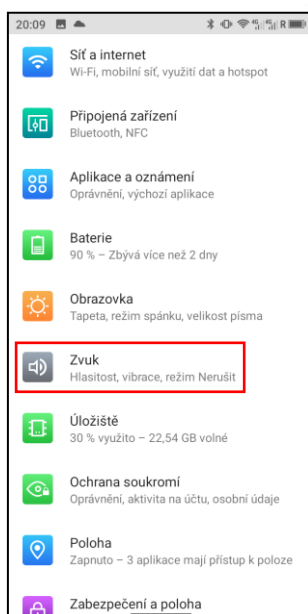 20:09
4G 4G R
Síť a internet
Wi-Fi, mobilní síť, využití dat a hotspot
Připojená zařízení
Bluetooth, NFC
Aplikace a oznámení
Oprávnění, výchozí aplikace
Baterie
90 % – Zbývá více než 2 dny
Obrazovka
Tapeta, režim spánku, velikost písma
Zvuk
Hlasitost, vibrace, režim Nerušit
Úložiště
30 % využito – 22,54 GB volné
Ochrana soukromí
Oprávnění, aktivita na účtu, osobní údaje
Poloha
Zapnuto – 3 aplikace mají přístup k poloze
Zabezpečení a poloha